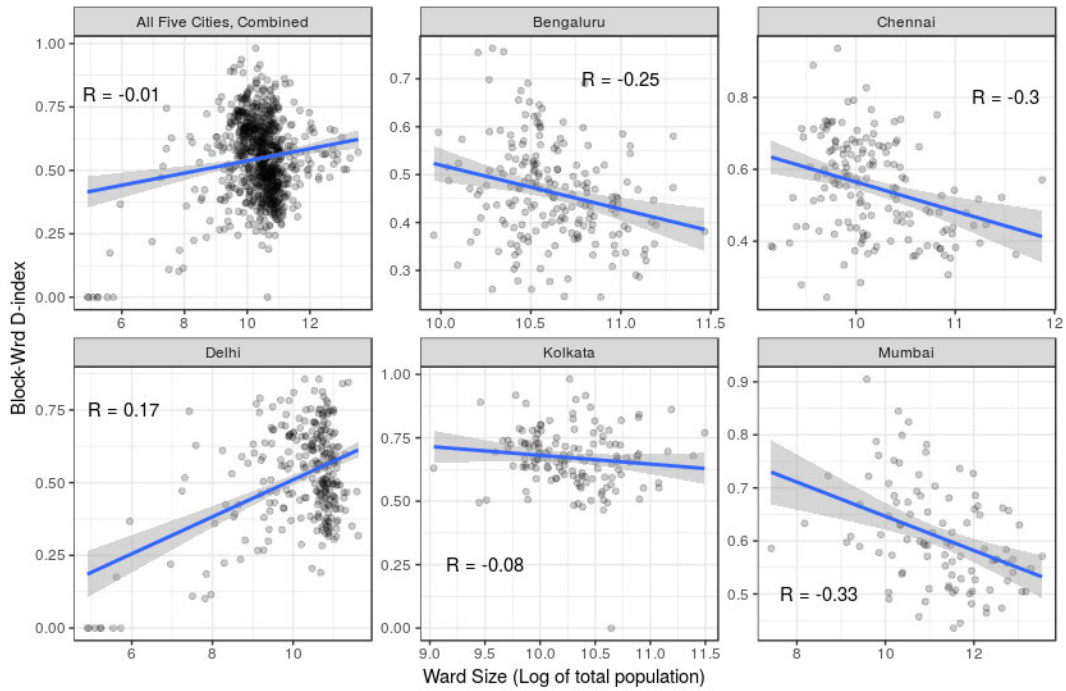 All Five Cities, Combined
Bengaluru
Chennai
R = -0.01
R = -0.25
R = -0.3
1.00
0.75
0.50
0.25
0.00
0.7
0.6
0.5
0.4
0.3
0.8
0.6
0.4
6 8 10 12
10.0 10.5 11.0 11.5
10 11 12
Delhi
Kolkata
Mumbai
R = 0.17
R = -0.08
R = -0.33
0.75
0.50
0.25
0.00
1.00
0.75
0.50
0.25
0.00
0.9
0.8
0.7
0.6
0.5
6 8 10
9.0 9.5 10.0 10.5 11.0 11.5
8 10 12
Block-Wrd D-index
Ward Size (Log of total population)